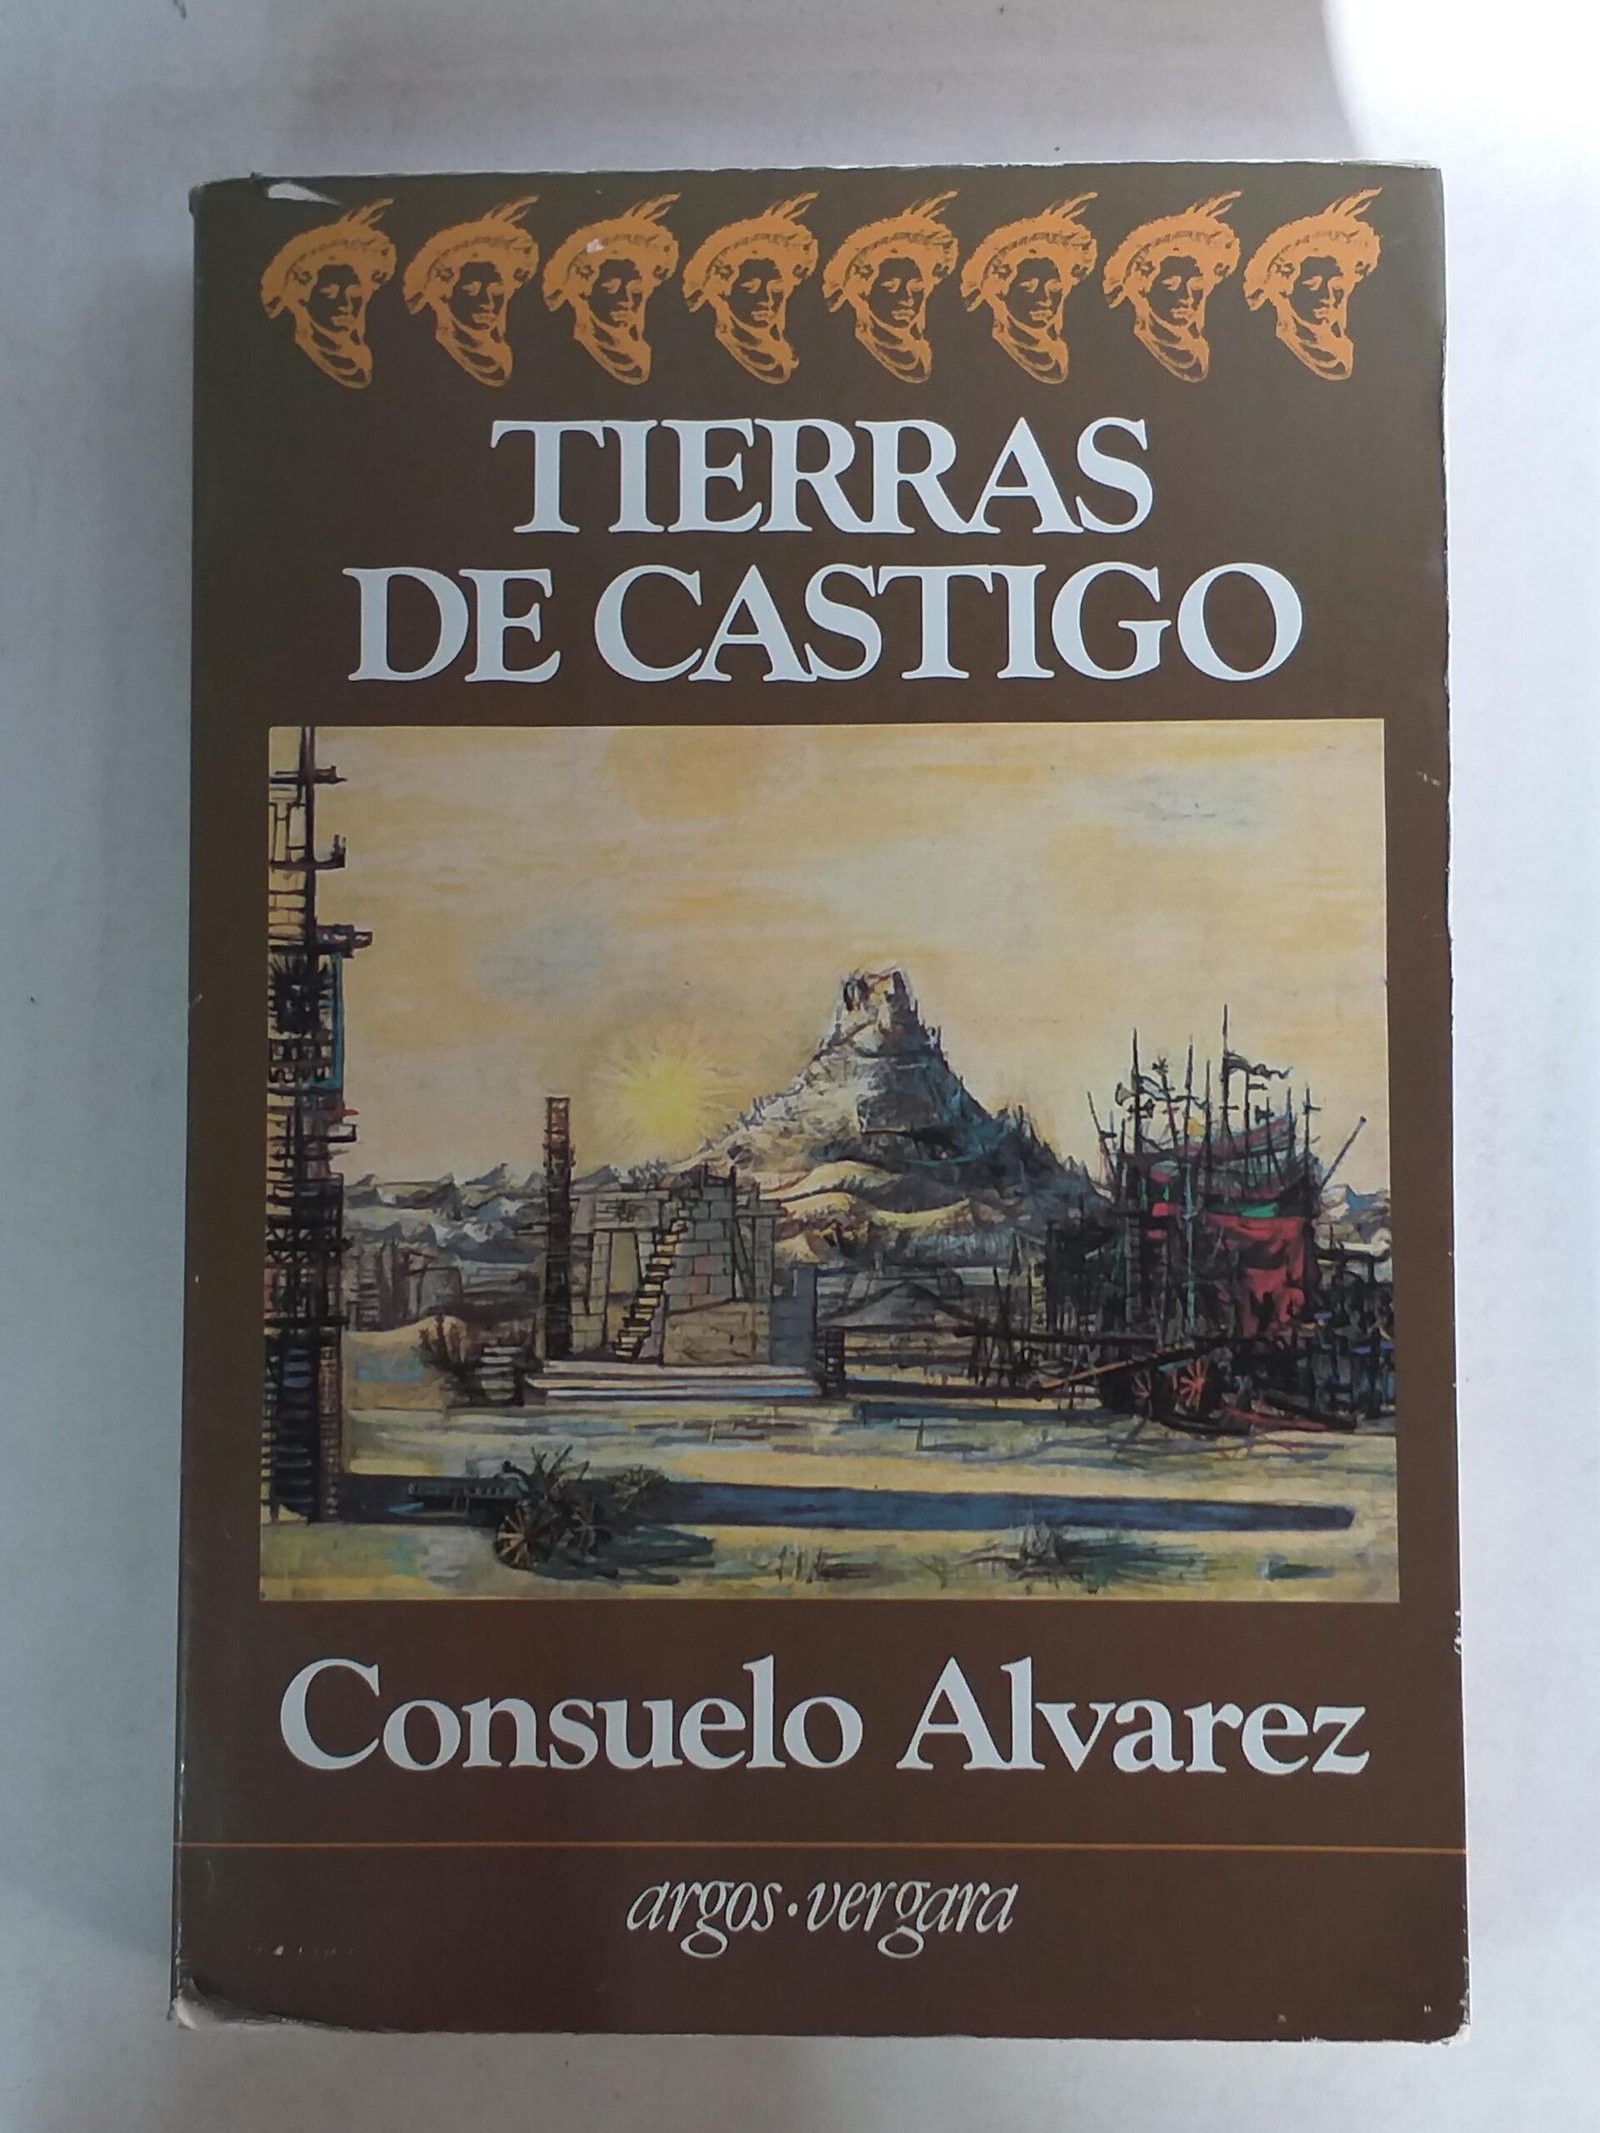 TIERRAS
DE CASTIGO
Consuelo Alvarez
argos·vergara